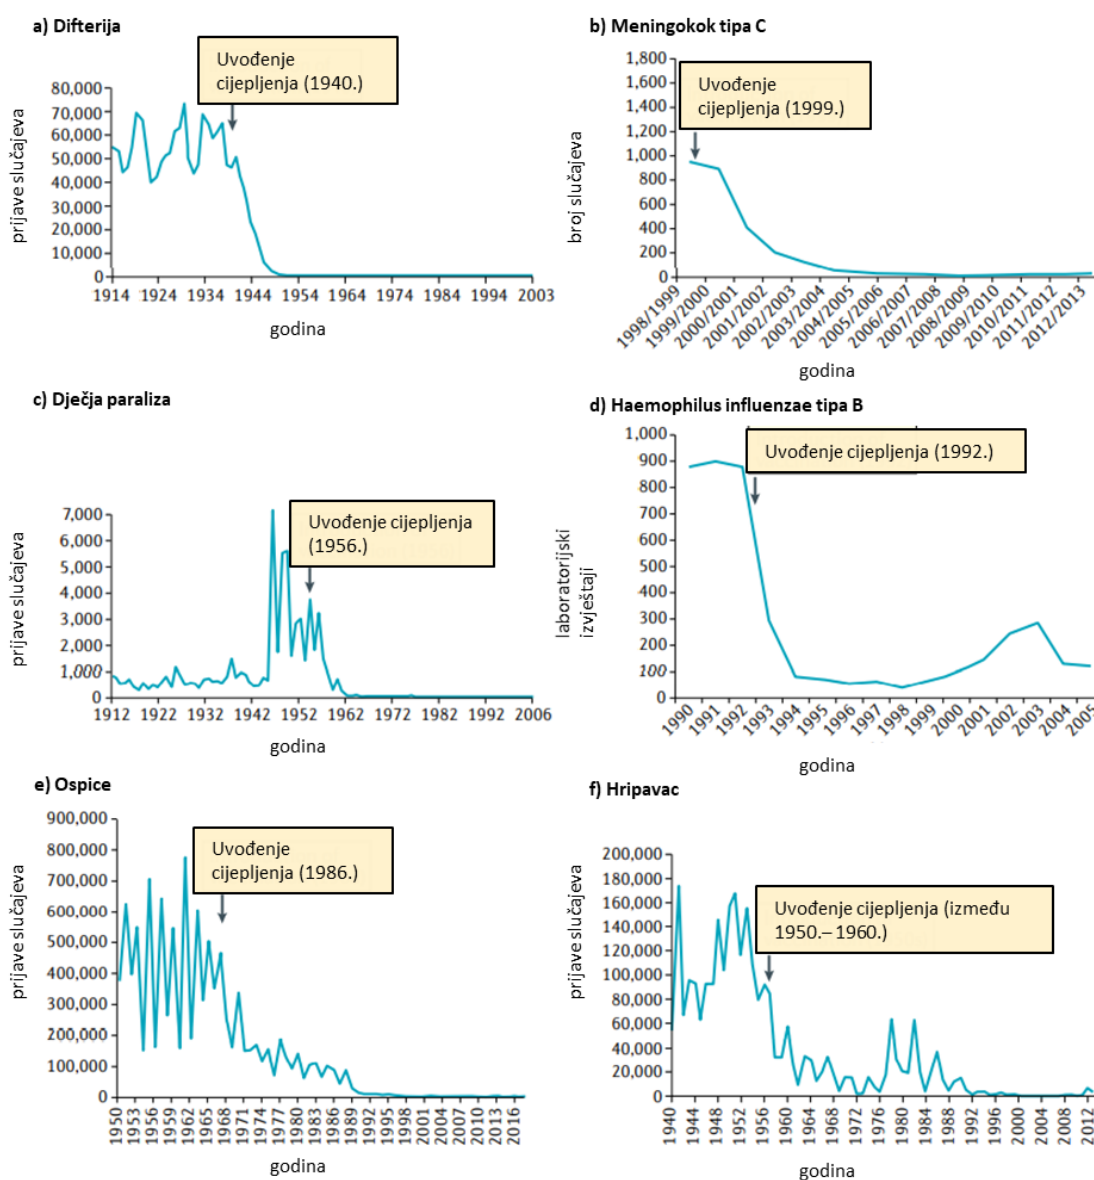 a) Difterija
Uvođenje
cijepljenja (1940.)
prijave slučajeva
80,000
70,000
60,000
50,000
40,000
30,000
20,000
10,000
0
1914 1924 1934 1944 1954 1964 1974 1984 1994 2003
godina
b) Meningokok tipa C
Uvođenje
cijepljenja (1999.)
broj slučajeva
1,800
1,600
1,400
1,200
1,000
800
600
400
200
0
1998/1999 1999/2000 2000/2001 2001/2002 2002/2003 2003/2004 2004/2005 2005/2006 2006/2007 2007/2008 2008/2009 2009/2010 2010/2011 2011/2012 2012/2013
godina
c) Dječja paraliza
Uvođenje cijepljenja
(1956.)
prijave slučajeva
7,000
6,000
5,000
4,000
3,000
2,000
1,000
0
1912 1922 1932 1942 1952 1962 1972 1982 1992 2006
godina
d) Haemophilus influenzae tipa B
Uvođenje cijepljenja (1992.)
laboratorijski
izvještaji
1,000
900
800
700
600
500
400
300
200
100
0
1990 1991 1992 1993 1994 1995 1996 1997 1998 1999 2000 2001 2002 2003 2004 2005
godina
e) Ospice
Uvođenje
cijepljenja (1986.)
prijave slučajeva
900,000
800,000
700,000
600,000
500,000
400,000
300,000
200,000
100,000
0
1950 1953 1956 1959 1962 1965 1968 1971 1974 1977 1980 1983 1986 1989 1992 1995 1998 2001 2004 2007 2010 2013 2016
godina
f) Hripavac
Uvođenje cijepljenja (između
1950.– 1960.)
prijave slučajeva
200,000
180,000
160,000
140,000
120,000
100,000
80,000
60,000
40,000
20,000
0
1940 1944 1948 1952 1956 1960 1964 1968 1972 1976 1980 1984 1988 1992 1996 2000 2004 2008 2012
godina